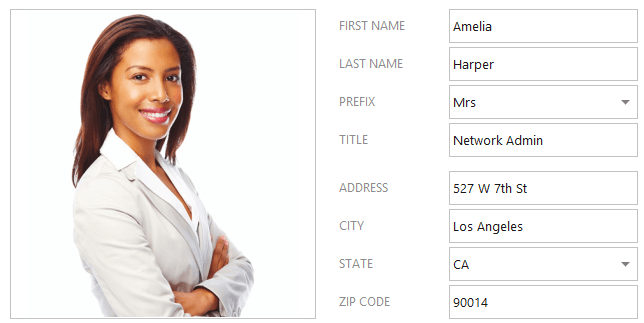 FIRST NAME Amelia
LAST NAME Harper
PREFIX Mrs
TITLE Network Admin
ADDRESS 527 W 7th St
CITY Los Angeles
STATE CA
ZIP CODE 90014